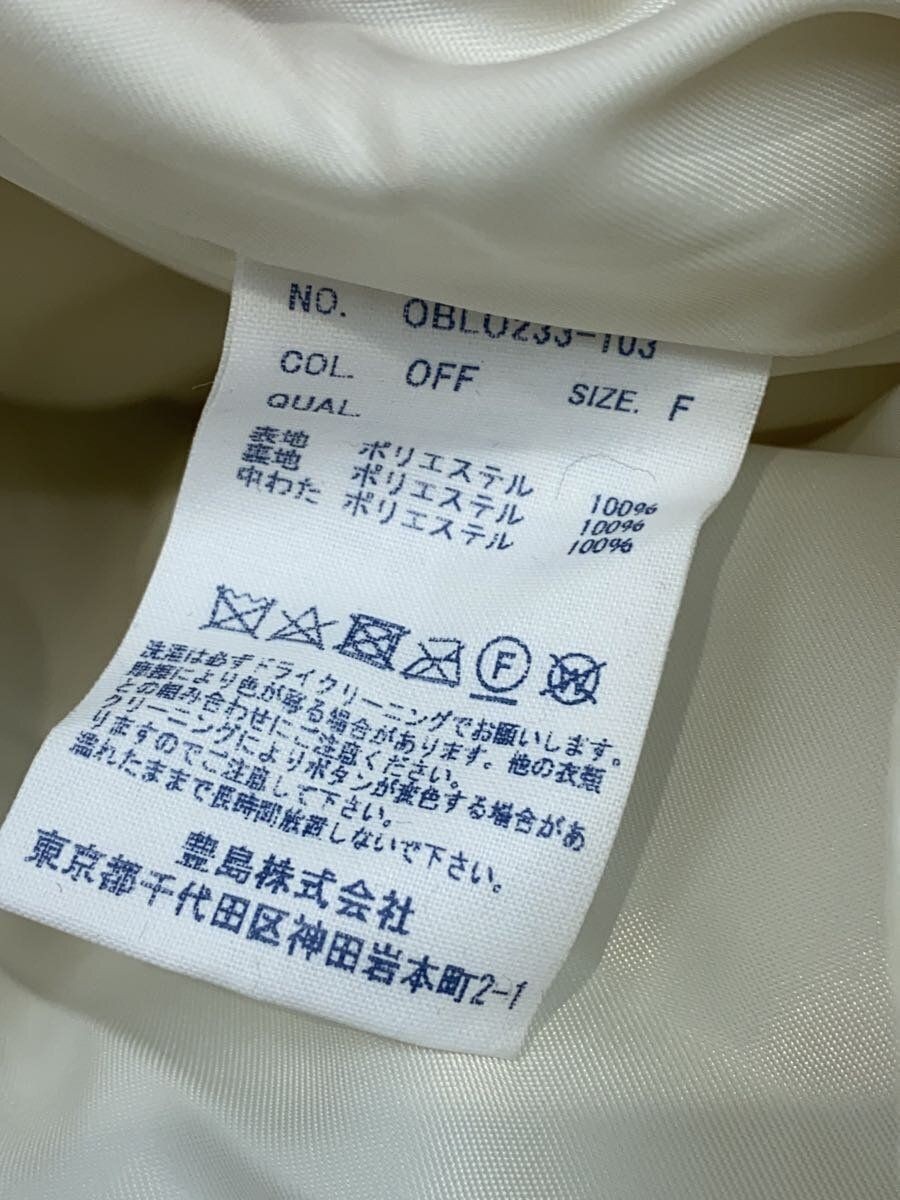 NO. OBLO233-103
COL. OFF SIZE. F
QUAL.
表地 ポリエステル 100%
裏地 ポリエステル 100%
中わた ポリエステル 100%
F
W
洗濯は必ずドライクリーニングでお願いします。
摩擦により色が写る場合があります。他の衣類
との組み合わせにご注意ください。
クリーニングによりボタンが変色する場合があ
りますのでご注意して下さい。
濡れたままで長時間放置しないで下さい。
豊島株式会社
東京都千代田区神田岩本町2-1